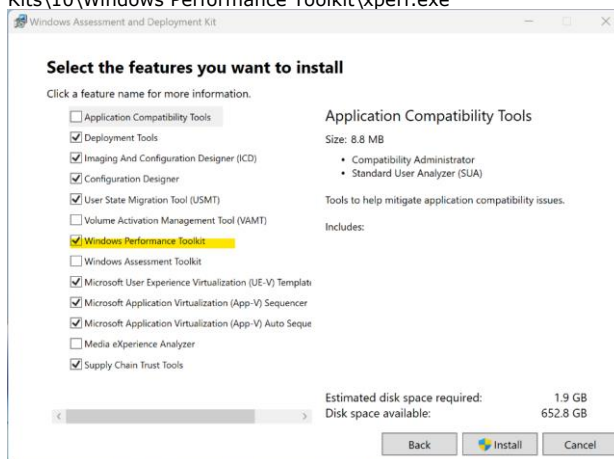 Kits\10\Windows Performance Toolkit\xperf.exe
Windows Assessment and Deployment Kit
Select the features you want to install
Click a feature name for more information.
Application Compatibility Tools
Deployment Tools
Imaging And Configuration Designer (ICD)
Configuration Designer
User State Migration Tool (USMT)
Volume Activation Management Tool (VAMT)
Windows Performance Toolkit
Windows Assessment Toolkit
Microsoft User Experience Virtualization (UE-V) Templat
Microsoft Application Virtualization (App-V) Sequencer
Microsoft Application Virtualization (App-V) Auto Seque
Media eXperience Analyzer
Supply Chain Trust Tools
Application Compatibility Tools
Size: 8.8 MB
• Compatibility Administrator
• Standard User Analyzer (SUA)
Tools to help mitigate application compatibility issues.
Includes:
Estimated disk space required: 1.9 GB
Disk space available: 652.8 GB
Back Install Cancel